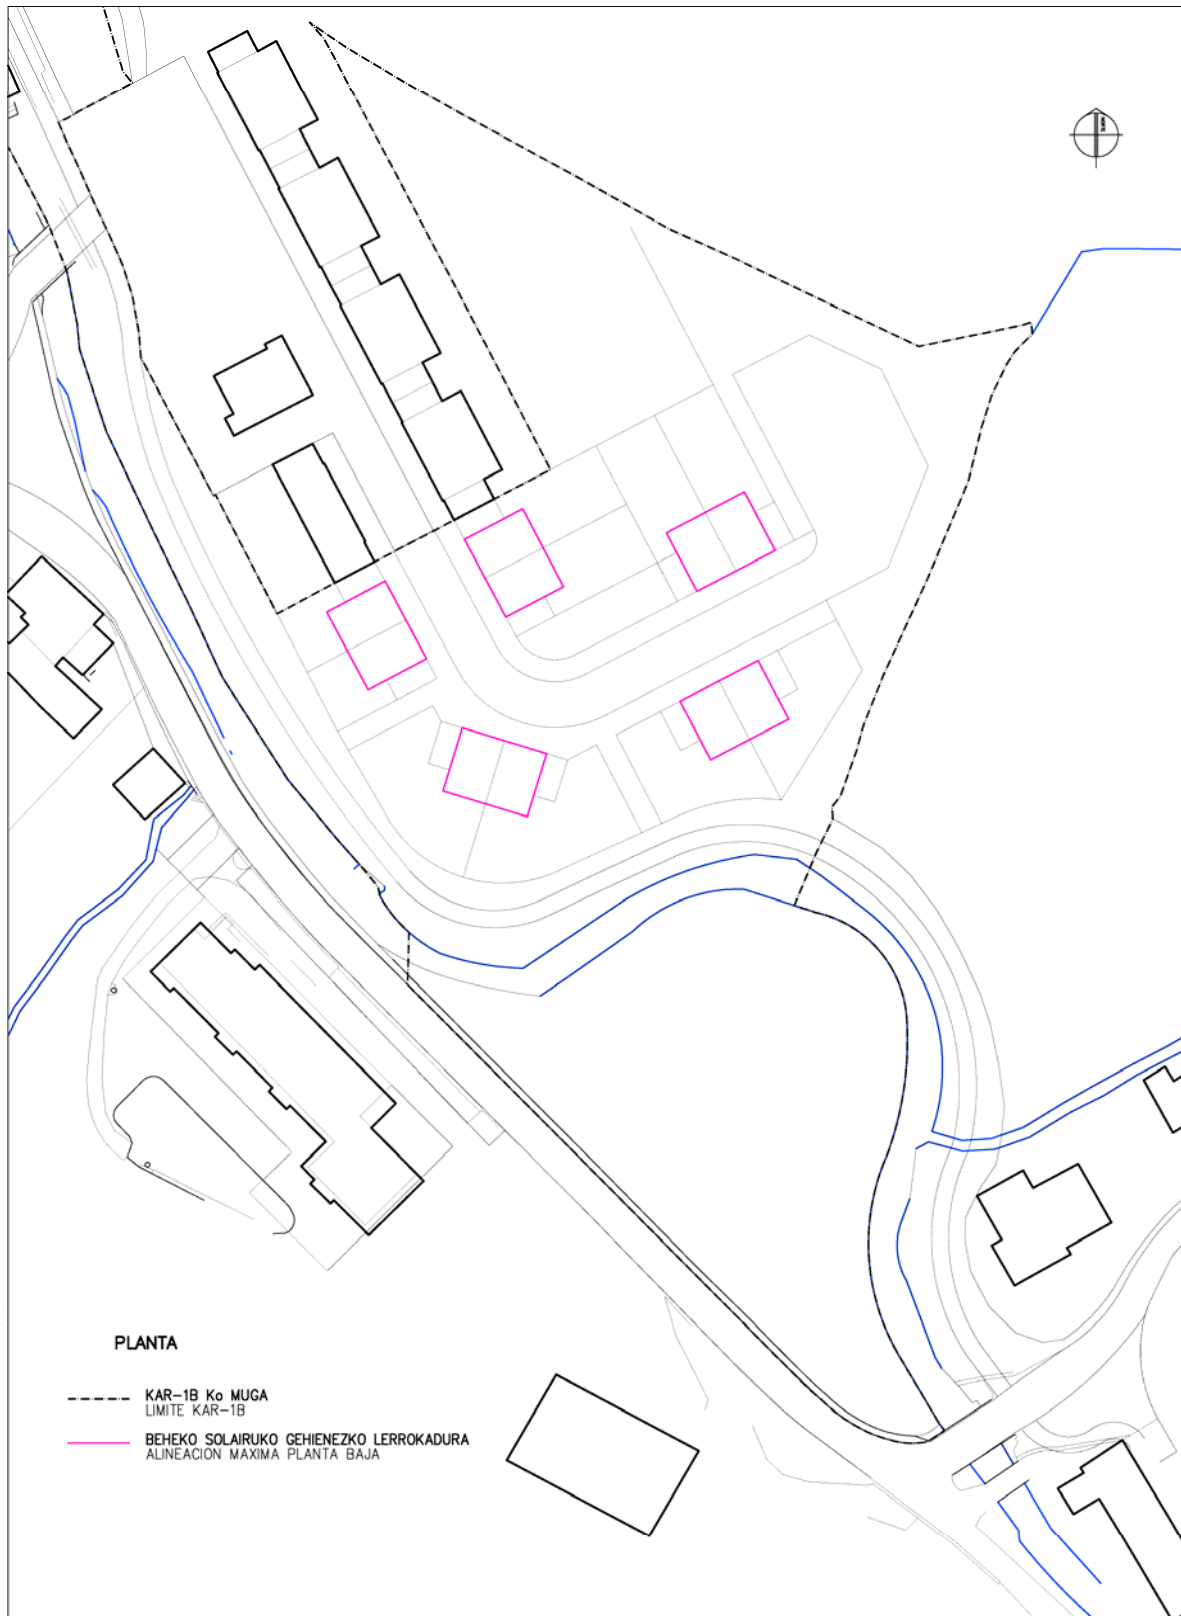 PLANTA
KAR-1B Ko MUGA
LIMITE KAR-1B
BEHEKO SOLAIRUKO GEHIENEZKO LERROKADURA
ALINEACION MAXIMA PLANTA BAJA